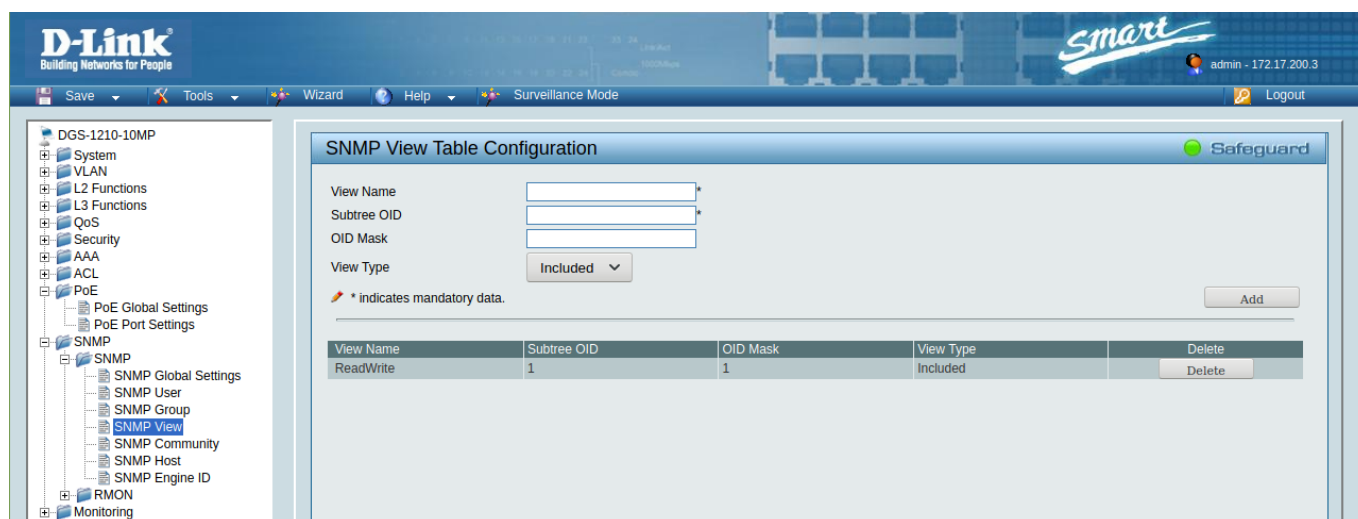 D-Link®
Building Networks for People
smart
admin - 172.17.200.3
Save Tools Wizard Help Surveillance Mode Logout
DGS-1210-10MP
System
VLAN
L2 Functions
L3 Functions
QoS
Security
AAA
ACL
PoE
PoE Global Settings
PoE Port Settings
SNMP
SNMP
SNMP Global Settings
SNMP User
SNMP Group
SNMP View
SNMP Community
SNMP Host
SNMP Engine ID
RMON
Monitoring
SNMP View Table Configuration Safeguard
View Name *
Subtree OID *
OID Mask
View Type Included
* indicates mandatory data. Add
View Name Subtree OID OID Mask View Type Delete
ReadWrite 1 1 Included Delete